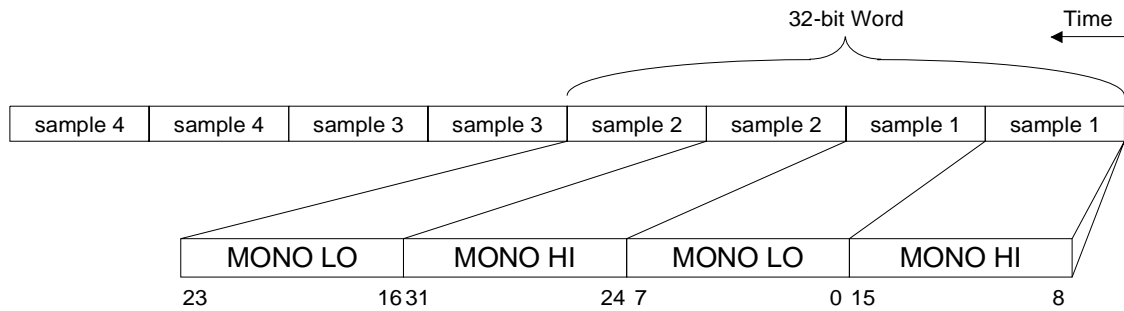 32-bit Word
Time
sample 4 sample 4 sample 3 sample 3 sample 2 sample 2 sample 1 sample 1
MONO LO MONO HI MONO LO MONO HI
23 16 31 24 7 0 15 8